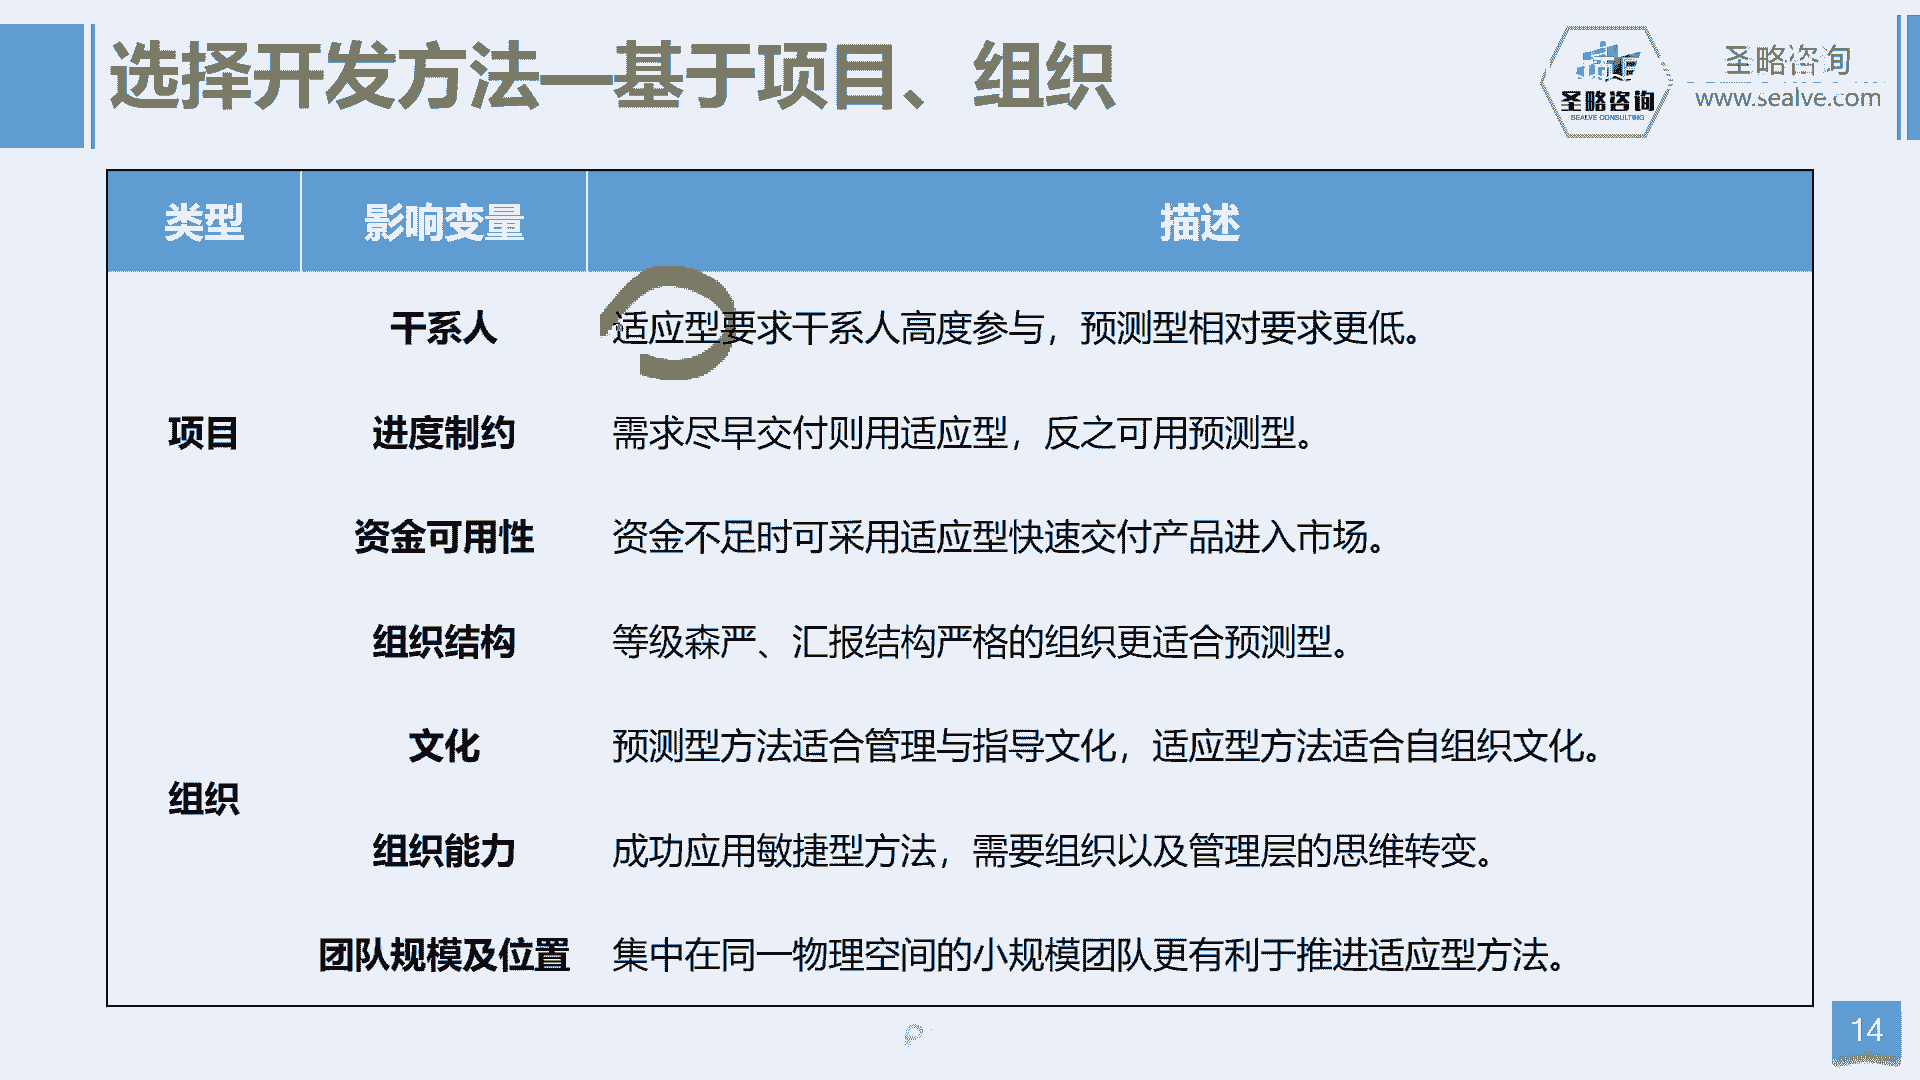 选择开发方法—基于项目、组织
圣略咨询
SEALVE CONSULTING
圣略咨询
www.sealve.com
类型 影响变量 描述
干系人 适应型要求干系人高度参与，预测型相对要求更低。
项目 进度制约 需求尽早交付则用适应型，反之可用预测型。
资金可用性 资金不足时可采用适应型快速交付产品进入市场。
组织结构 等级森严、汇报结构严格的组织更适合预测型。
文化 预测型方法适合管理与指导文化，适应型方法适合自组织文化。
组织
组织能力 成功应用敏捷型方法，需要组织以及管理层的思维转变。
团队规模及位置 集中在同一物理空间的小规模团队更有利于推进适应型方法。
14